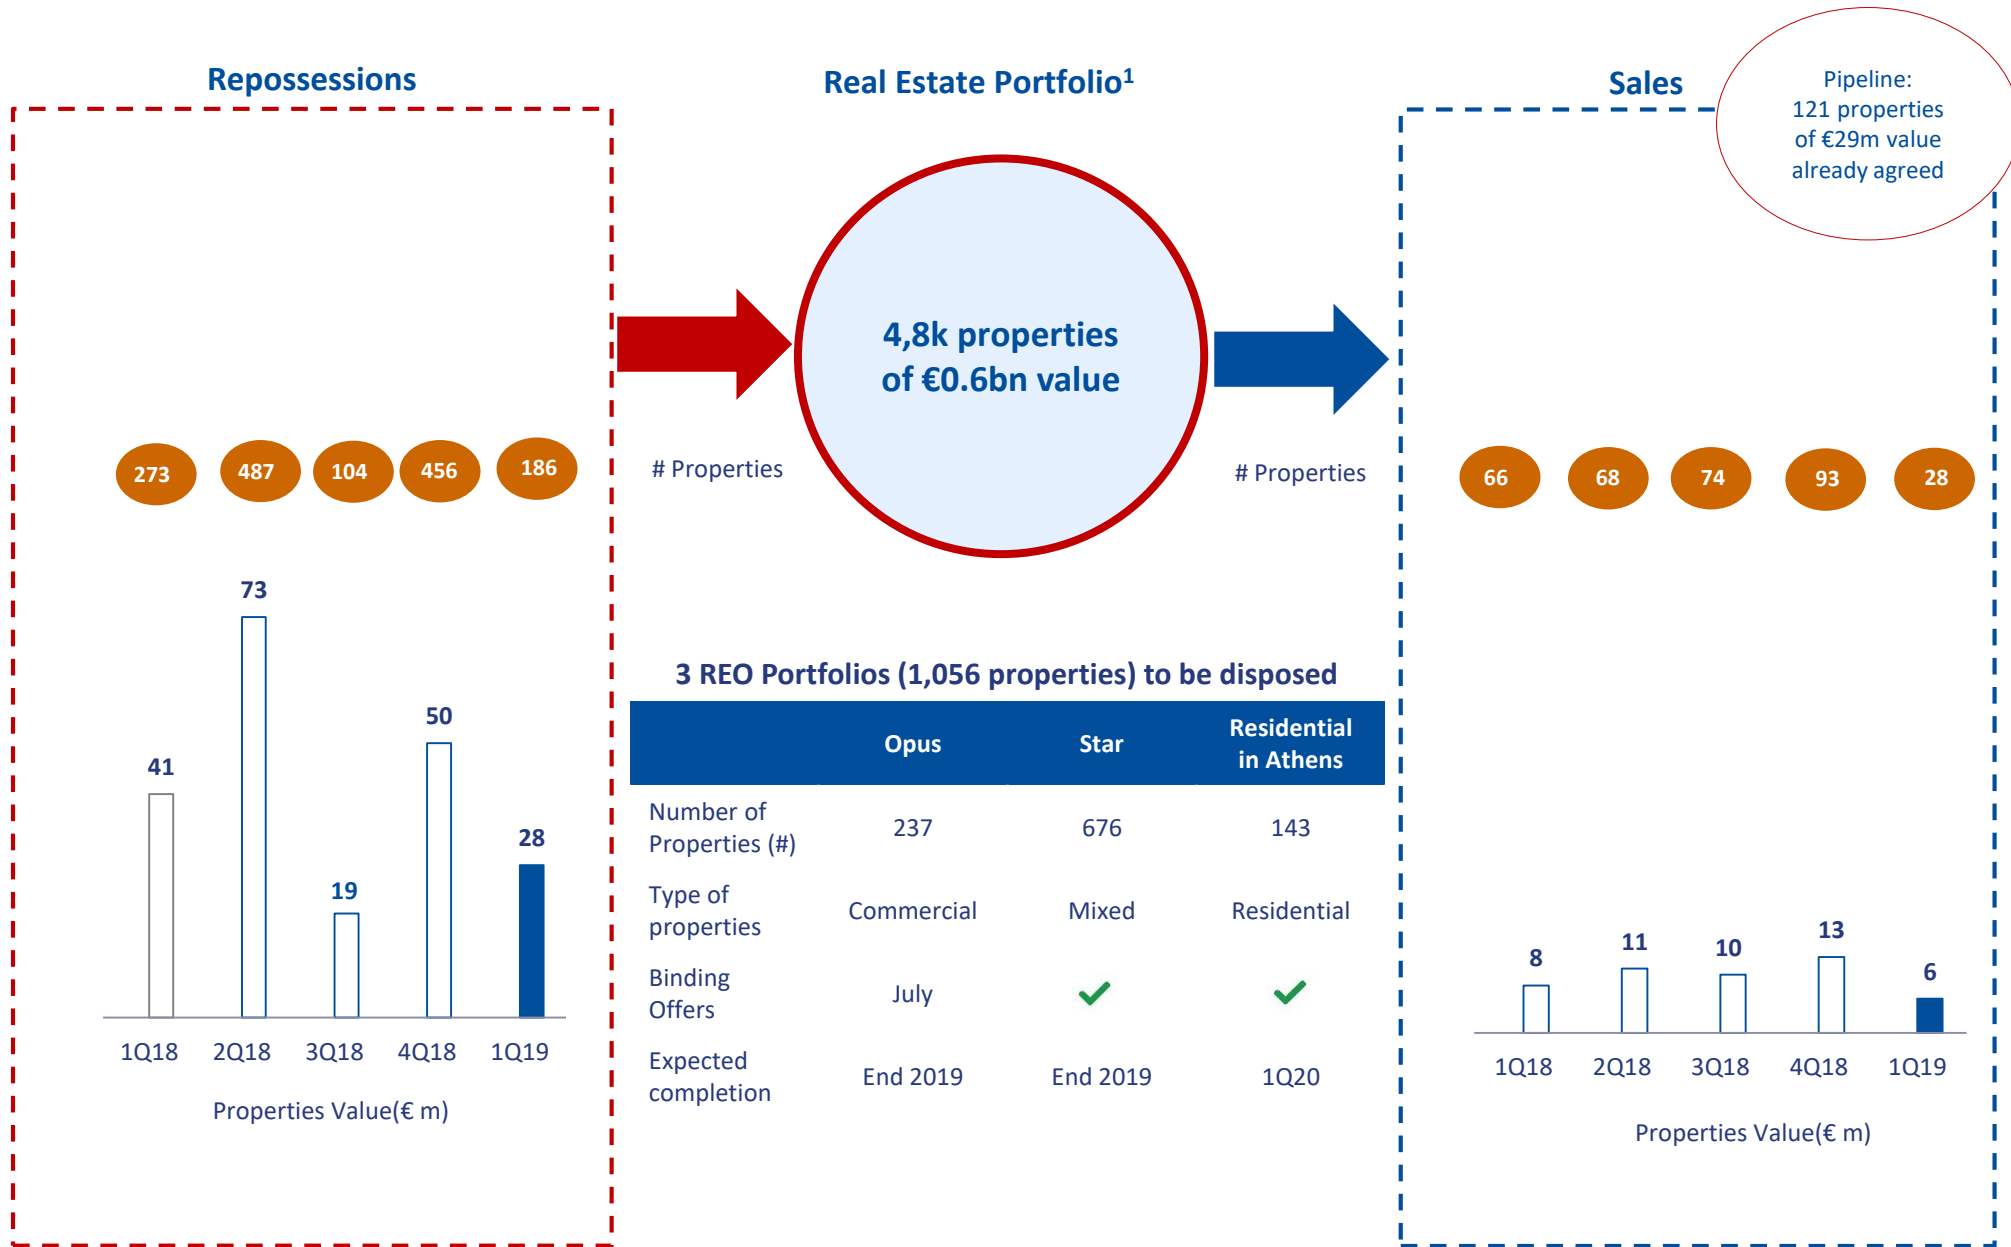 Repossessions
273 487 104 456 186
# Properties
73
50
41
28
19
1Q18 2Q18 3Q18 4Q18 1Q19
Properties Value(€ m)
Real Estate Portfolio1
4,8k properties
of €0.6bn value
3 REO Portfolios (1,056 properties) to be disposed
Opus Star Residential
in Athens
Number of
Properties (#) 237 676 143
Type of
properties Commercial Mixed Residential
Binding
Offers July
Expected
completion End 2019 End 2019 1Q20
Sales
Pipeline:
121 properties
of €29m value
already agreed
# Properties
66 68 74 93 28
8 11 10 13 6
1Q18 2Q18 3Q18 4Q18 1Q19
Properties Value(€ m)